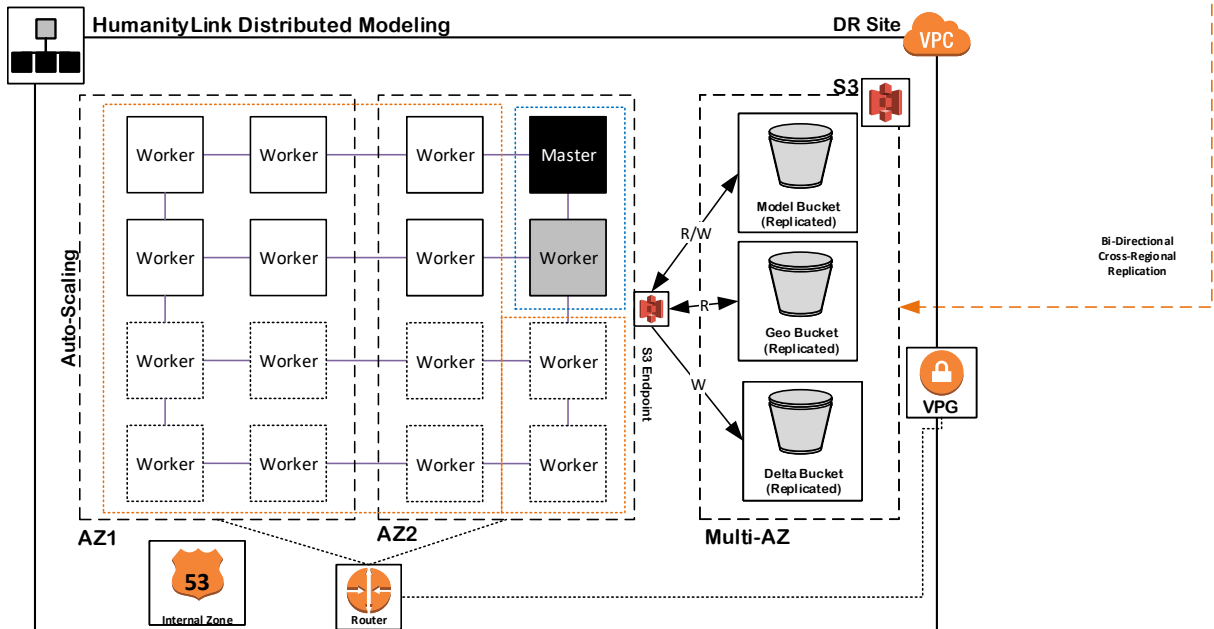 HumanityLink Distributed Modeling
DR Site
VPC
S3
Auto-Scaling
Worker
Worker
Worker
Master
Worker
Worker
Worker
Worker
Worker
Worker
Worker
Worker
Worker
Worker
Worker
Worker
R/W
R
W
S3 Endpoint
Model Bucket
(Replicated)
Geo Bucket
(Replicated)
Delta Bucket
(Replicated)
Bi-Directional
Cross-Regional
Replication
VPG
AZ1
AZ2
Multi-AZ
53
Internal Zone
Router